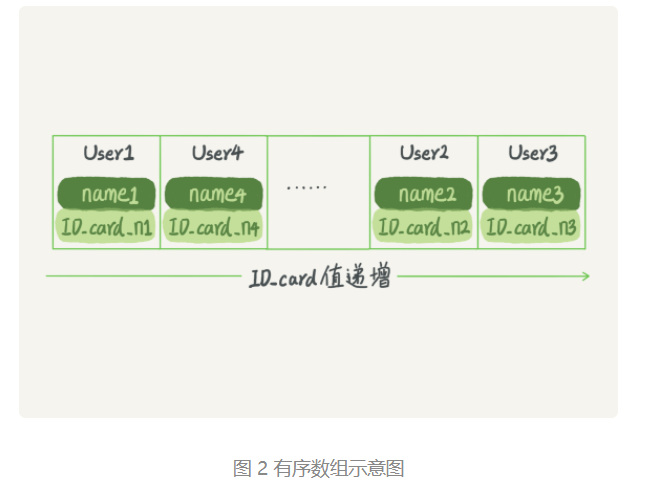 User1 User4 ...... User2 User3
name1 name4 name2 name3
ID_card_n1 ID_card_n4 ID_card_n2 ID_card_n3
ID_card值递增
图 2 有序数组示意图